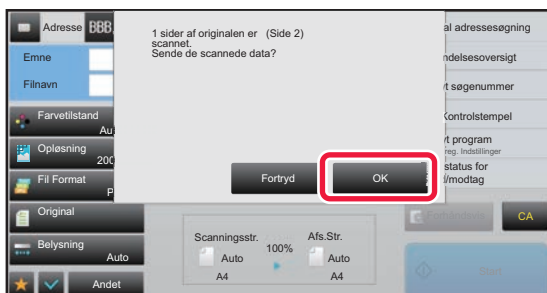 Adresse BBB
Emne
Filnavn
Farvetilstand
Au
Opløsning
200
Fil Format
P
Original
Belysning
Auto
Andet
1 sider af originalen er (Side 2)
scannet.
Sende de scannede data?
Fortryd
OK
Scanningsstr.
100%
Afs.Str.
Auto
Auto
A4
A4
al adressesøgning
ndelsesoversigt
t søgenummer
Kontrolstempel
t program
reg. Indstillinger
status for
d/modtag
CA
Start